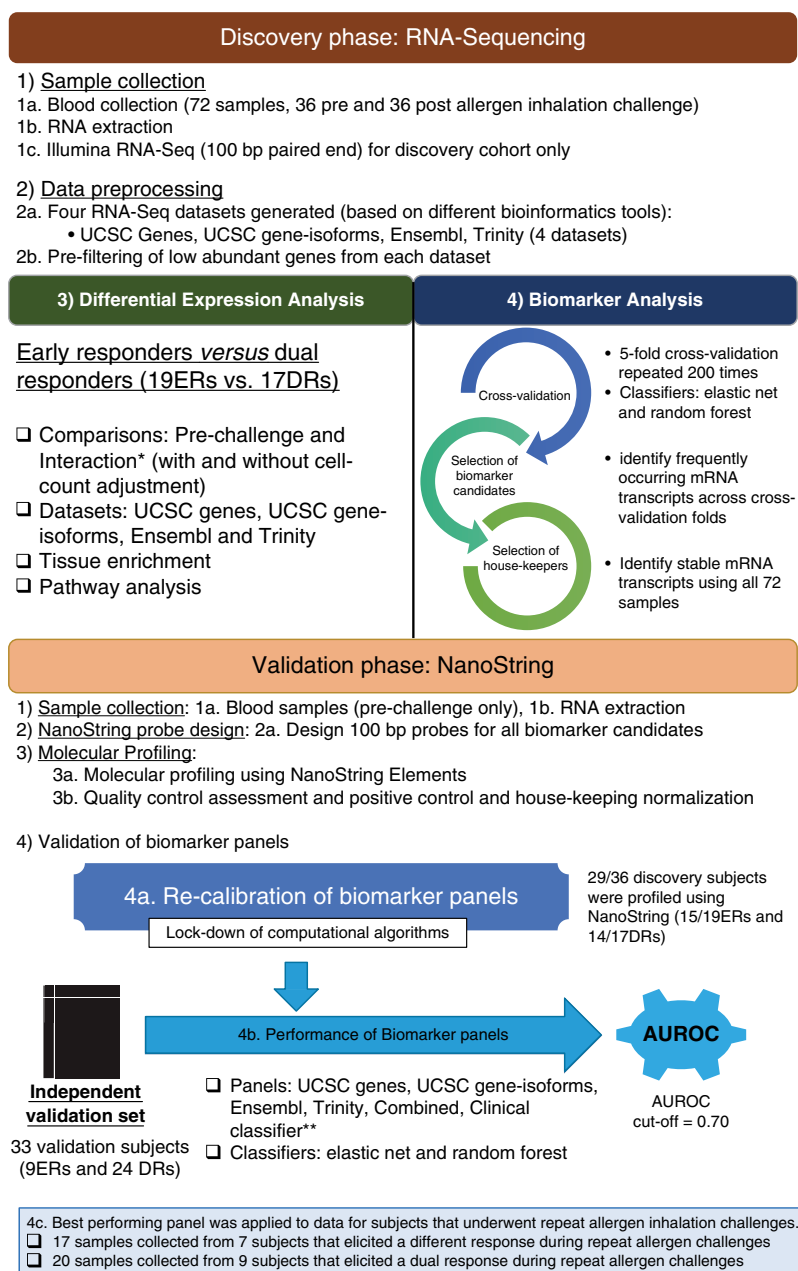 Discovery phase: RNA-Sequencing
1) Sample collection
1a. Blood collection (72 samples, 36 pre and 36 post allergen inhalation challenge)
1b. RNA extraction
1c. Illumina RNA-Seq (100 bp paired end) for discovery cohort only
2) Data preprocessing
2a. Four RNA-Seq datasets generated (based on different bioinformatics tools):
• UCSC Genes, UCSC gene-isoforms, Ensembl, Trinity (4 datasets)
2b. Pre-filtering of low abundant genes from each dataset
3) Differential Expression Analysis
Early responders versus dual
responders (19ERs vs. 17DRs)
❑ Comparisons: Pre-challenge and
Interaction* (with and without cell-
count adjustment)
❑ Datasets: UCSC genes, UCSC gene-
isoforms, Ensembl and Trinity
❑ Tissue enrichment
❑ Pathway analysis
4) Biomarker Analysis
Cross-validation
• 5-fold cross-validation
repeated 200 times
• Classifiers: elastic net
and random forest
Selection of
biomarker
candidates
• identify frequently
occurring mRNA
transcripts across cross-
validation folds
Selection of
house-keepers
• Identify stable mRNA
transcripts using all 72
samples
Validation phase: NanoString
1) Sample collection: 1a. Blood samples (pre-challenge only), 1b. RNA extraction
2) NanoString probe design: 2a. Design 100 bp probes for all biomarker candidates
3) Molecular Profiling:
3a. Molecular profiling using NanoString Elements
3b. Quality control assessment and positive control and house-keeping normalization
4) Validation of biomarker panels
4a. Re-calibration of biomarker panels
Lock-down of computational algorithms
29/36 discovery subjects
were profiled using
NanoString (15/19ERs and
14/17DRs)
4b. Performance of Biomarker panels
AUROC
AUROC
cut-off = 0.70
Independent
validation set
33 validation subjects
(9ERs and 24 DRs)
❑ Panels: UCSC genes, UCSC gene-isoforms,
Ensembl, Trinity, Combined, Clinical
classifier**
❑ Classifiers: elastic net and random forest
4c. Best performing panel was applied to data for subjects that underwent repeat allergen inhalation challenges.
❑ 17 samples collected from 7 subjects that elicited a different response during repeat allergen challenges
❑ 20 samples collected from 9 subjects that elicited a dual response during repeat allergen challenges